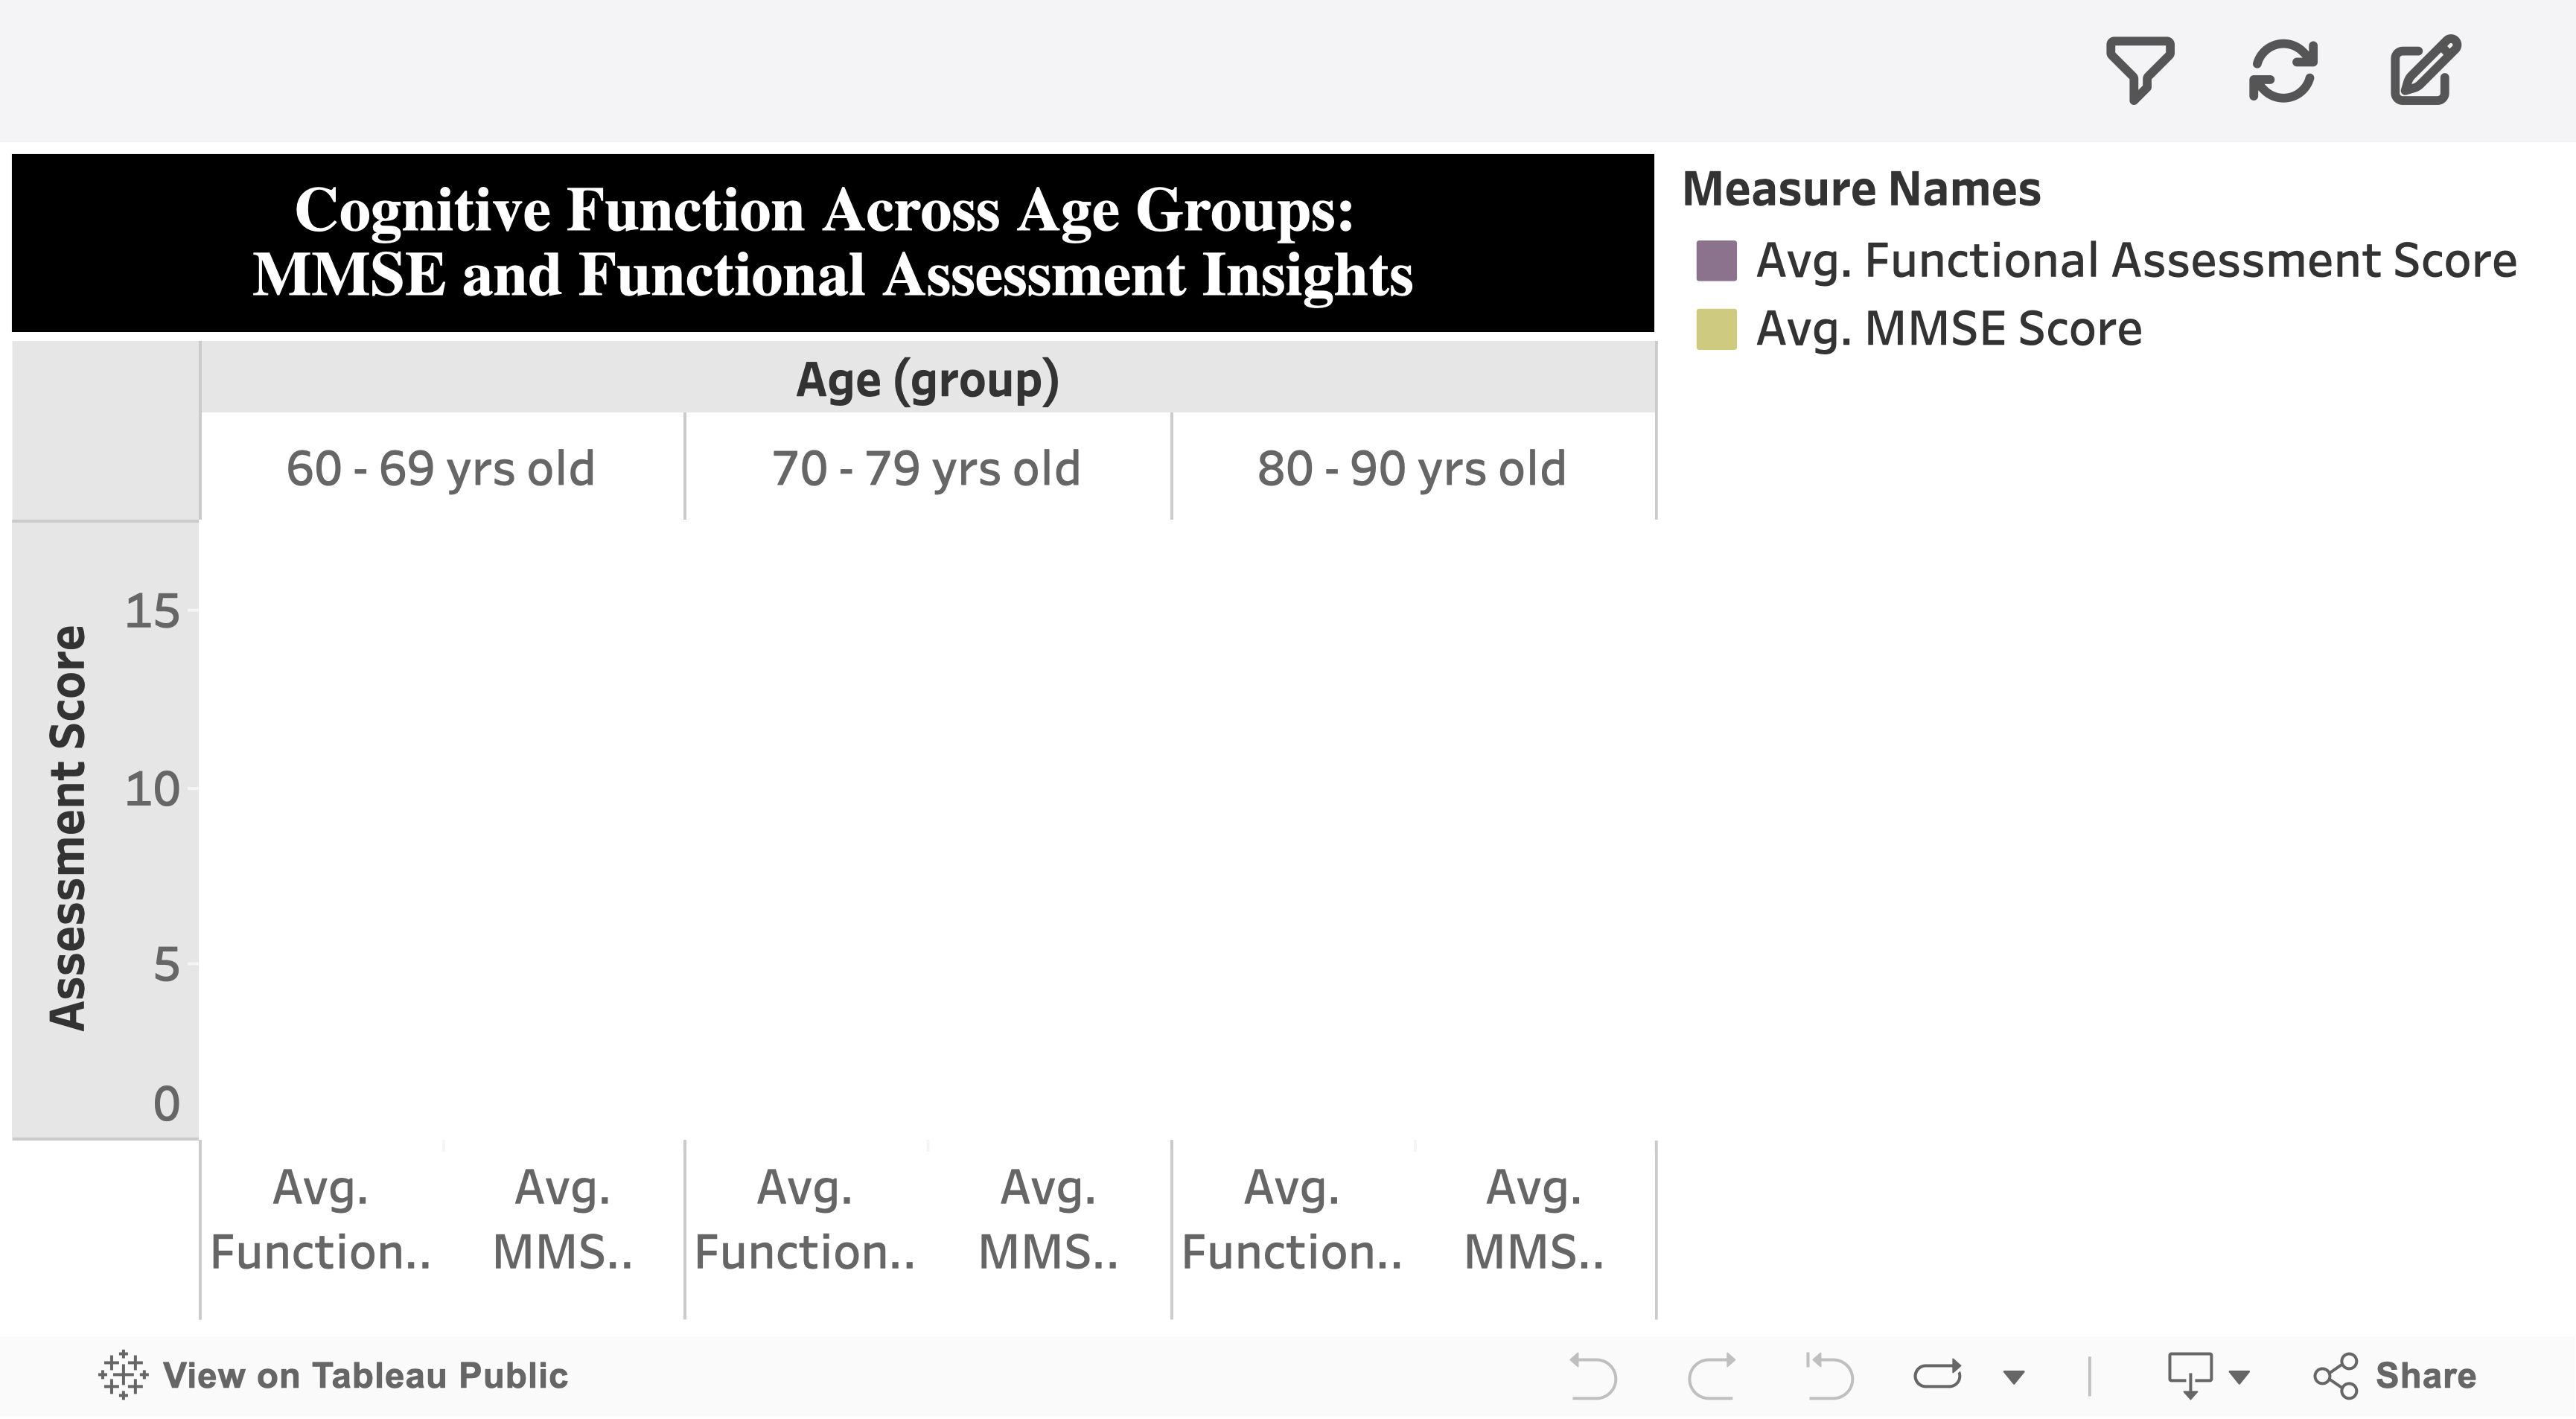 Cognitive Function Across Age Groups:
MMSE and Functional Assessment Insights
Measure Names
Avg. Functional Assessment Score
Avg. MMSE Score
Age (group)
60 - 69 yrs old
70 - 79 yrs old
80 - 90 yrs old
Assessment Score
15
10
5
0
Avg.
Function..
Avg.
MMS..
Avg.
Function..
Avg.
MMS..
Avg.
Function..
Avg.
MMS..
View on Tableau Public
Share